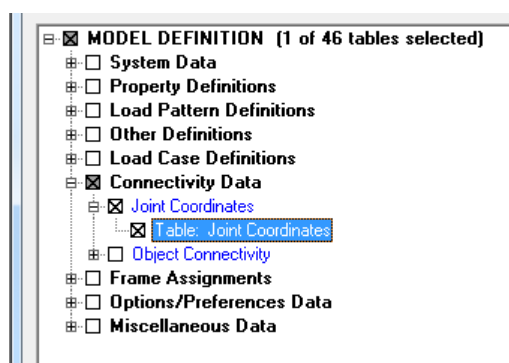 MODEL DEFINITION (1 of 46 tables selected)
System Data
Property Definitions
Load Pattern Definitions
Other Definitions
Load Case Definitions
Connectivity Data
Joint Coordinates
Table: Joint Coordinates
Object Connectivity
Frame Assignments
Options/Preferences Data
Miscellaneous Data